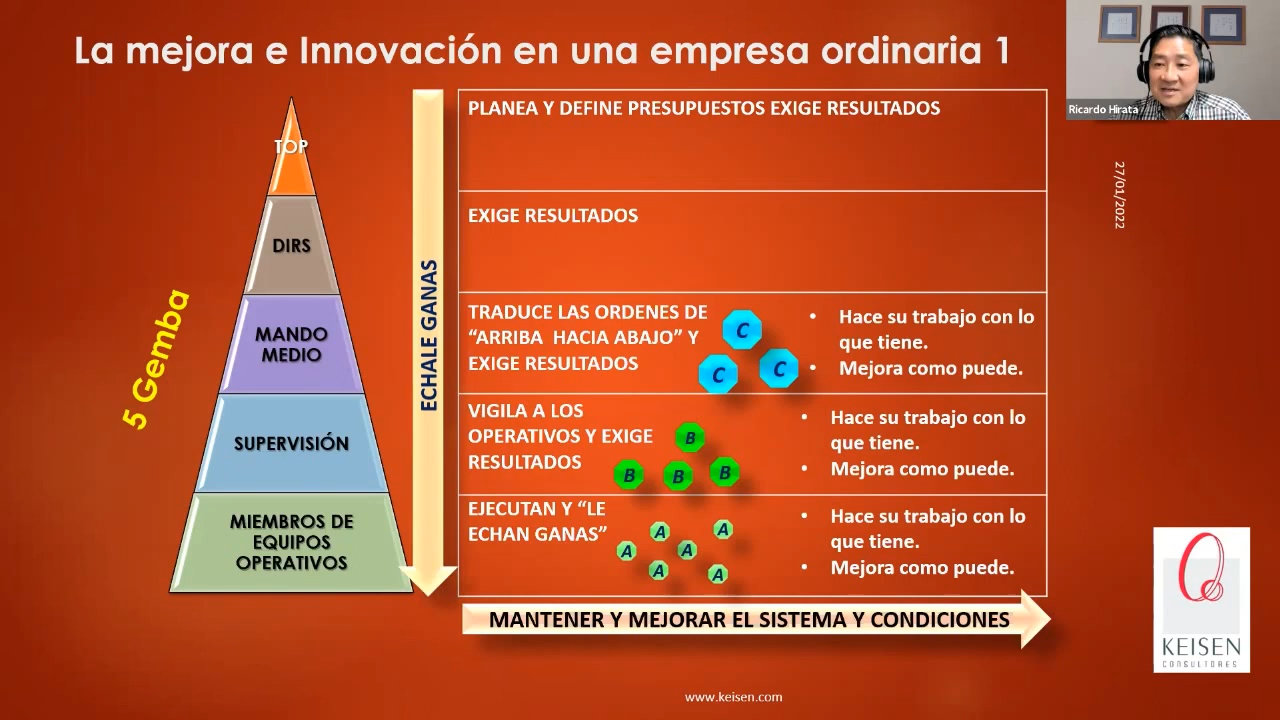 La mejora e Innovación en una empresa ordinaria 1
Ricardo Hirata
27/01/2022
5 Gemba
TOP
DIRS
MANDO
MEDIO
SUPERVISIÓN
MIEMBROS DE
EQUIPOS
OPERATIVOS
ECHALE GANAS
PLANEA Y DEFINE PRESUPUESTOS EXIGE RESULTADOS
EXIGE RESULTADOS
TRADUCE LAS ORDENES DE
“ARRIBA HACIA ABAJO” Y
EXIGE RESULTADOS
C
C
C
• Hace su trabajo con lo
que tiene.
• Mejora como puede.
VIGILA A LOS
OPERATIVOS Y EXIGE
RESULTADOS
B
B
B
B
• Hace su trabajo con lo
que tiene.
• Mejora como puede.
EJECUTAN Y “LE
ECHAN GANAS”
A
A
A
A
A
A
• Hace su trabajo con lo
que tiene.
• Mejora como puede.
MANTENER Y MEJORAR EL SISTEMA Y CONDICIONES
KEISEN
CONSULTORES
www.keisen.com